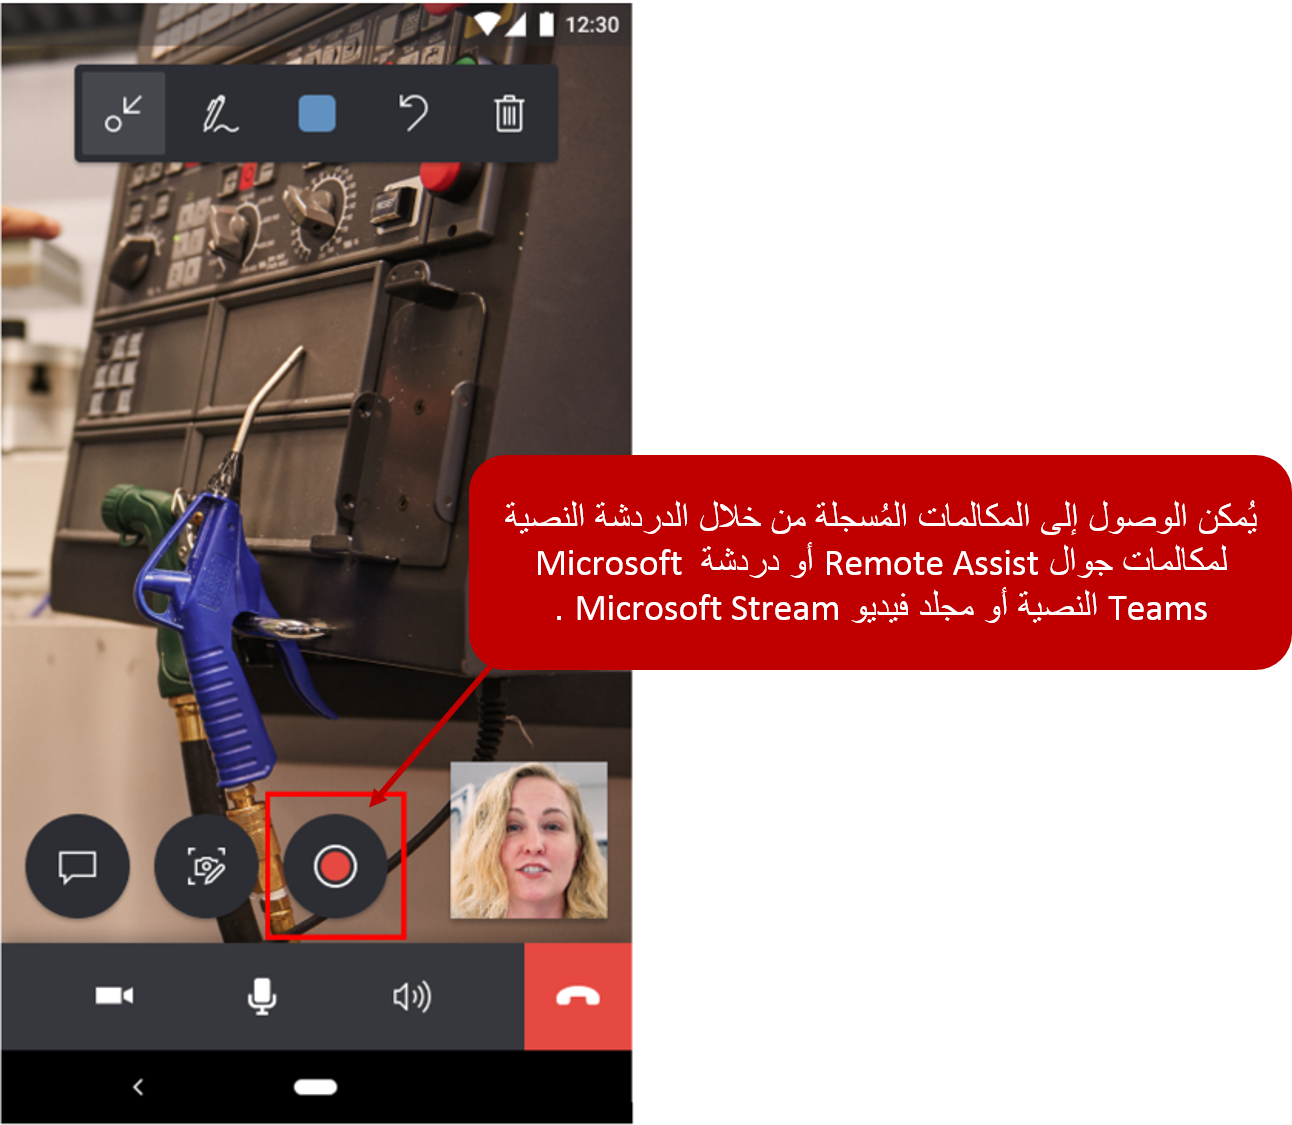 12:30
RESET
يُمكن الوصول إلى المكالمات المُسجلة من خلال الدردشة النصية
لمكالمات جوال Remote Assist أو دردشة Microsoft
Teams النصية أو مجلد فيديو Microsoft Stream .